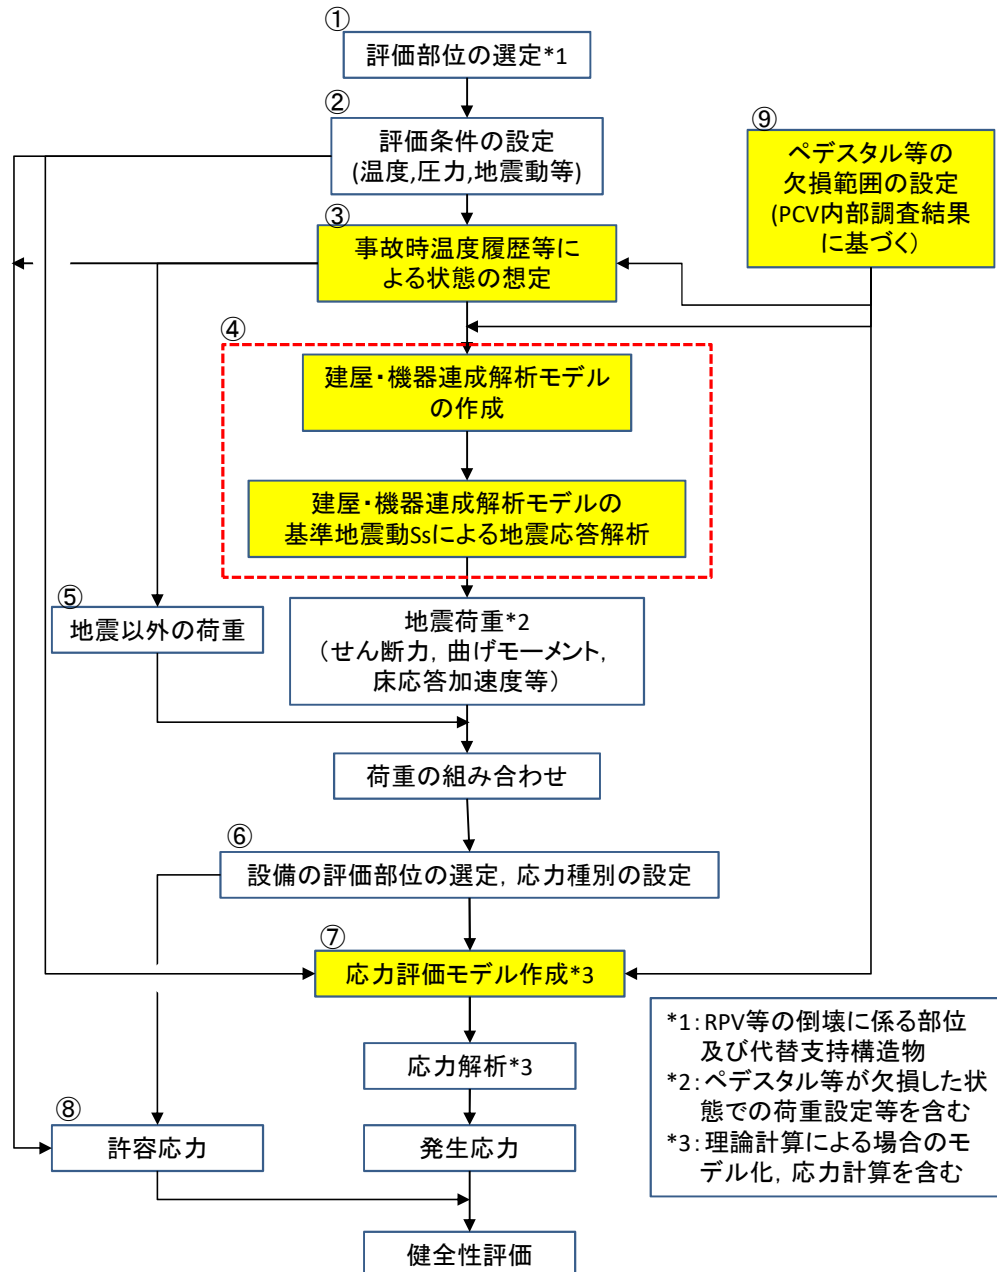 ①
評価部位の選定*1
②
評価条件の設定
(温度,圧力,地震動等)
⑨
ペデスタル等の
欠損範囲の設定
(PCV内部調査結果
に基づく)
③
事故時温度履歴等に
よる状態の想定
④
建屋・機器連成解析モデル
の作成
建屋・機器連成解析モデルの
基準地震動Ssによる地震応答解析
⑤
地震以外の荷重
地震荷重*2
（せん断力，曲げモーメント，
床応答加速度等）
荷重の組み合わせ
⑥
設備の評価部位の選定，応力種別の設定
⑦
応力評価モデル作成*3
応力解析*3
⑧
許容応力
発生応力
健全性評価
*1：RPV等の倒壊に係る部位
及び代替支持構造物
*2：ペデスタル等が欠損した状
態での荷重設定等を含む
*3：理論計算による場合のモ
デル化，応力計算を含む